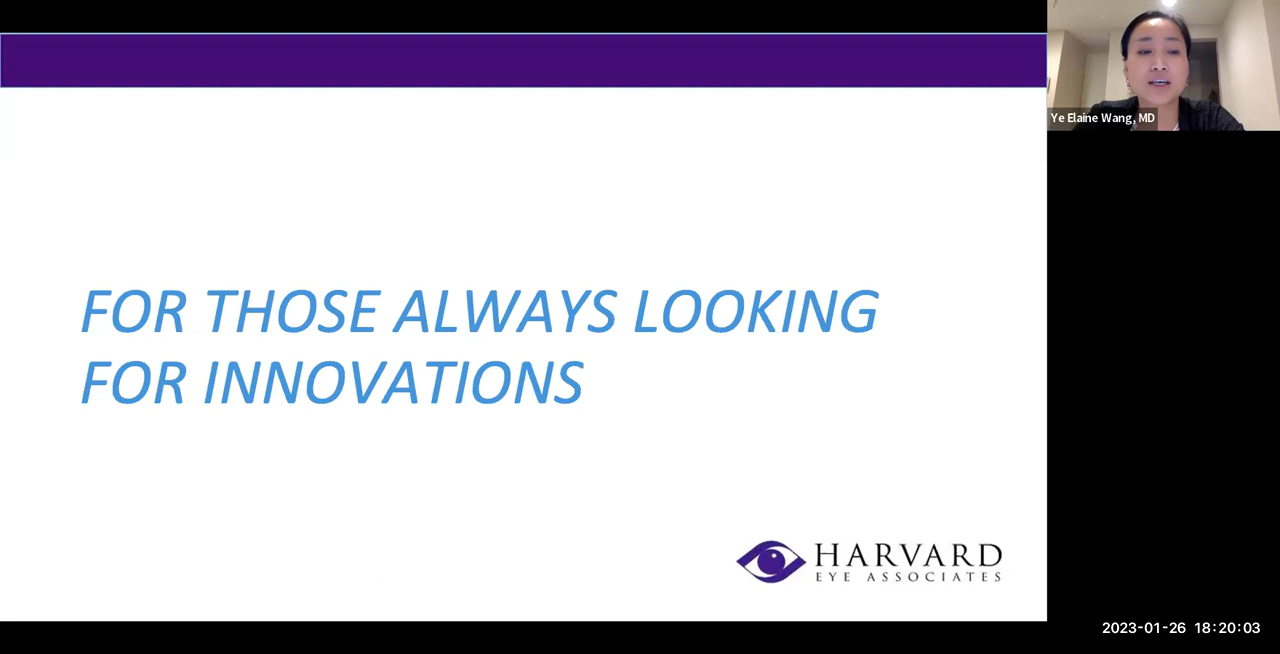 Ye Elaine Wang, MD
FOR THOSE ALWAYS LOOKING
FOR INNOVATIONS
HARVARD
EYE ASSOCIATES
2023-01-26 18:20:03